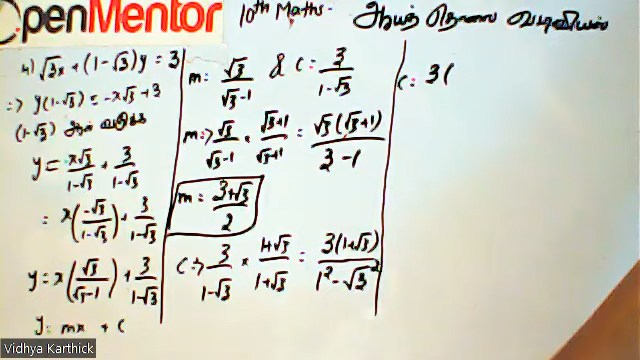 OpenMentor
10th Maths- ஆயத் தொலை வடிவியல்
4) √3x + (1-√3)y = 3
=> y(1-√3) = -x√3 + 3
(1-√3) ஆல் வகுக்க
y = x√3/1-√3 + 3/1-√3
= x(-√3/1-√3) + 3/1-√3
y = x(√3/√3-1) + 3/1-√3
y = mx + c
m = √3/√3-1 & c = 3/1-√3
m => √3/√3-1 × √3+1/√3+1 = √3(√3+1)/3-1
m = 3+√3/2
c => 3/1-√3 × 1+√3/1+√3 = 3(1+√3)/1²-√3²
c = 3(
Vidhya Karthick